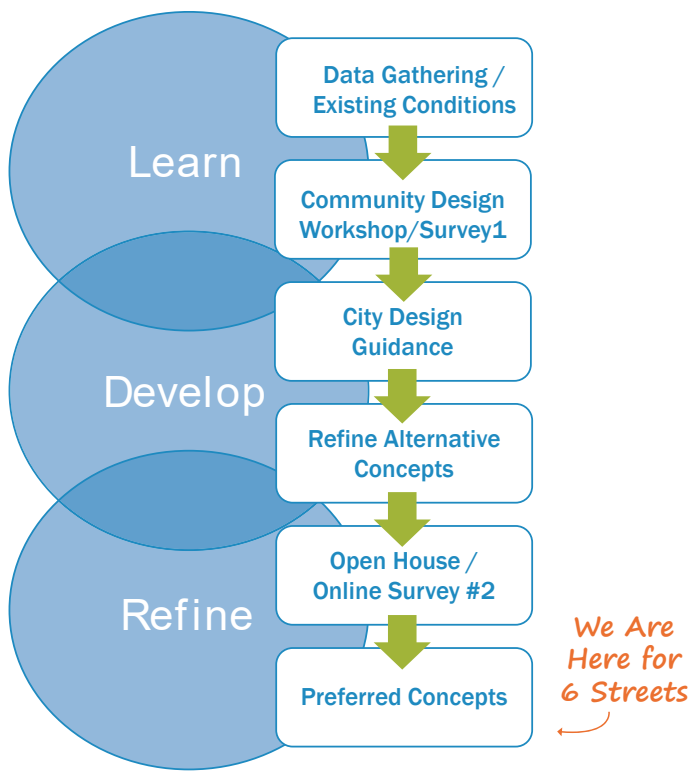 Learn
Data Gathering /
Existing Conditions
Community Design
Workshop/Survey1
Develop
City Design
Guidance
Refine Alternative
Concepts
Refine
Open House /
Online Survey #2
Preferred Concepts
We Are
Here for
6 Streets